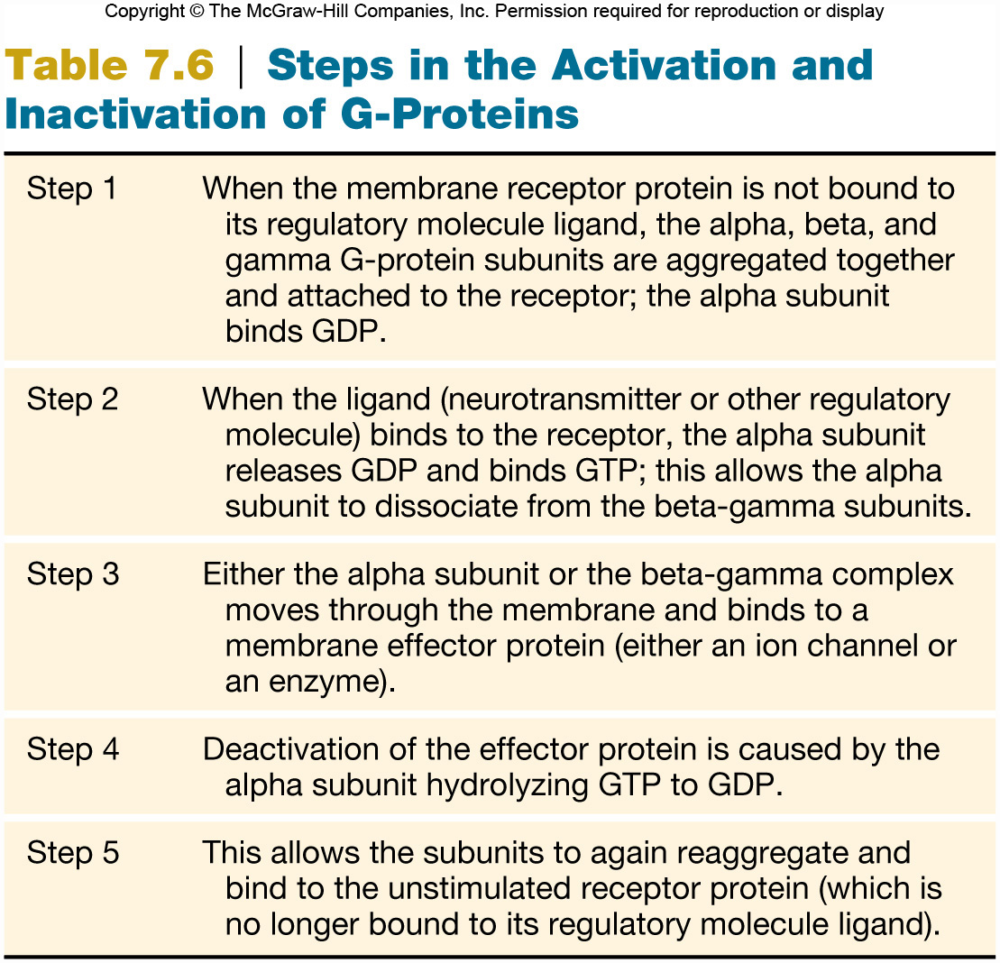 Copyright © The McGraw-Hill Companies, Inc. Permission required for reproduction or display
Table 7.6 | Steps in the Activation and
Inactivation of G-Proteins
Step 1 When the membrane receptor protein is not bound to
its regulatory molecule ligand, the alpha, beta, and
gamma G-protein subunits are aggregated together
and attached to the receptor; the alpha subunit
binds GDP.
Step 2 When the ligand (neurotransmitter or other regulatory
molecule) binds to the receptor, the alpha subunit
releases GDP and binds GTP; this allows the alpha
subunit to dissociate from the beta-gamma subunits.
Step 3 Either the alpha subunit or the beta-gamma complex
moves through the membrane and binds to a
membrane effector protein (either an ion channel or
an enzyme).
Step 4 Deactivation of the effector protein is caused by the
alpha subunit hydrolyzing GTP to GDP.
Step 5 This allows the subunits to again reaggregate and
bind to the unstimulated receptor protein (which is
no longer bound to its regulatory molecule ligand).